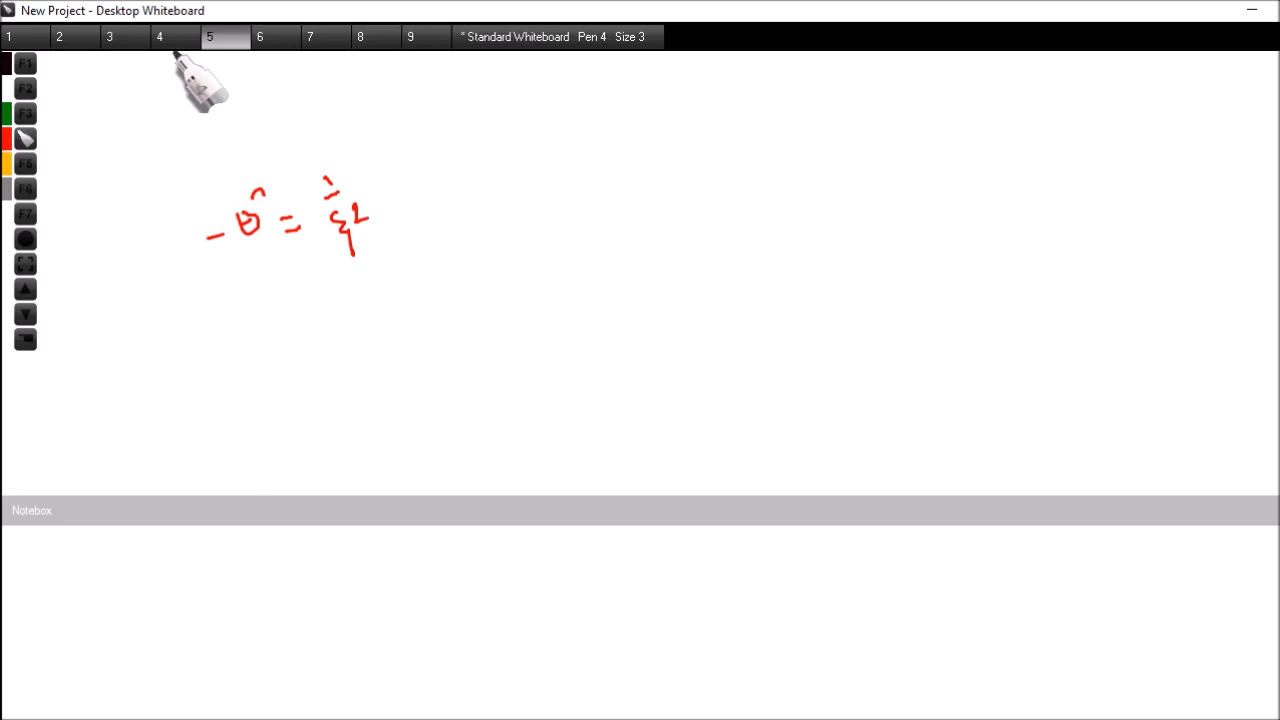 New Project - Desktop Whiteboard
1 2 3 4 5 6 7 8 9 * Standard Whiteboard Pen 4 Size 3
F1
F2
F3
F5
F6
F7
Notebox